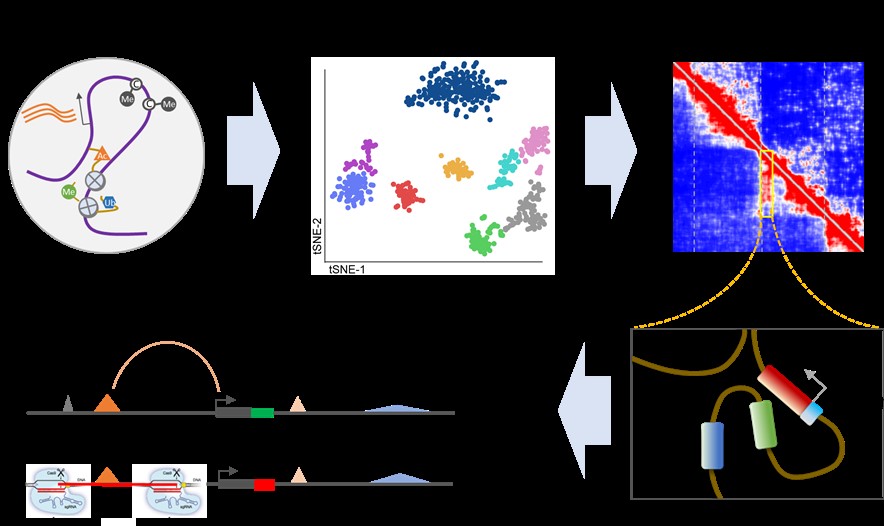 C
Me
C
Me
Ac
Me
Ub
tSNE-2
tSNE-1
Cas9
DNA
sgRNA
Cas9
DNA
sgRNA